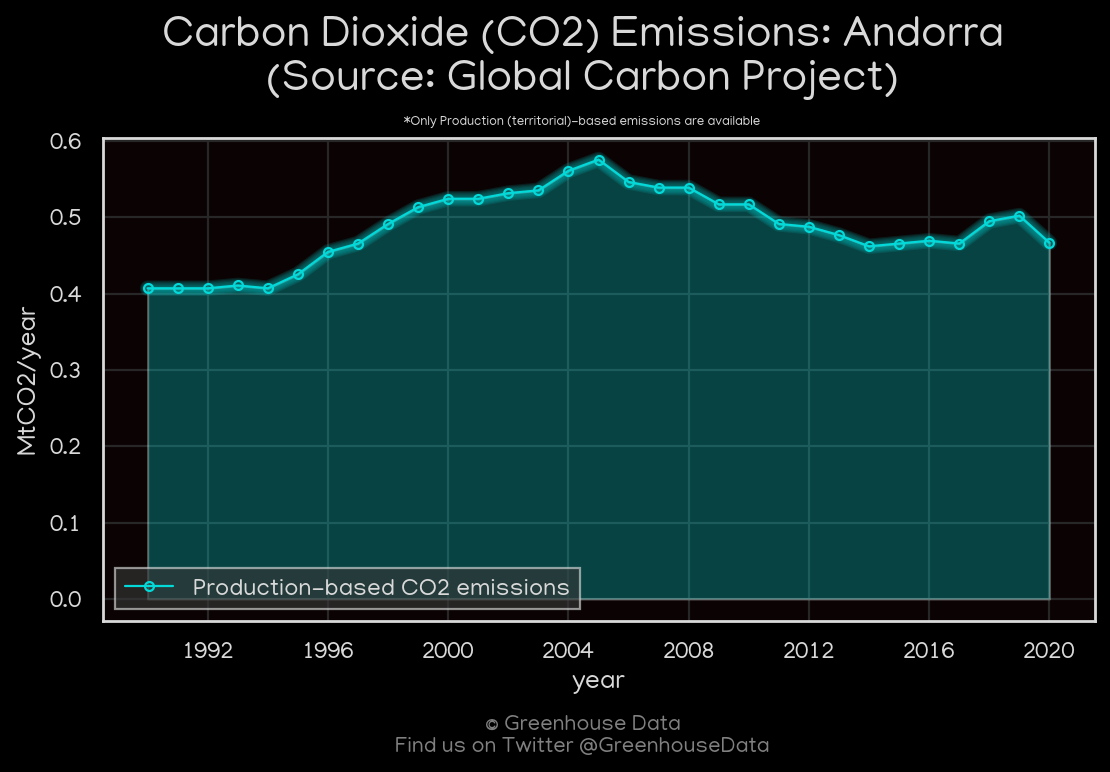 Carbon Dioxide (CO2) Emissions: Andorra
(Source: Global Carbon Project)
*Only Production (territorial)-based emissions are available
0.6
0.5
0.4
0.3
0.2
0.1
0.0
MtCO2/year
Production-based CO2 emissions
1992 1996 2000 2004 2008 2012 2016 2020
year
© Greenhouse Data
Find us on Twitter @GreenhouseData